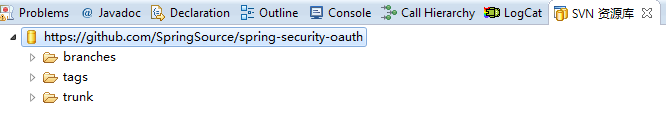 Problems @ Javadoc Declaration Outline Console Call Hierarchy LogCat SVN 资源库
https://github.com/SpringSource/spring-security-oauth
branches
tags
trunk